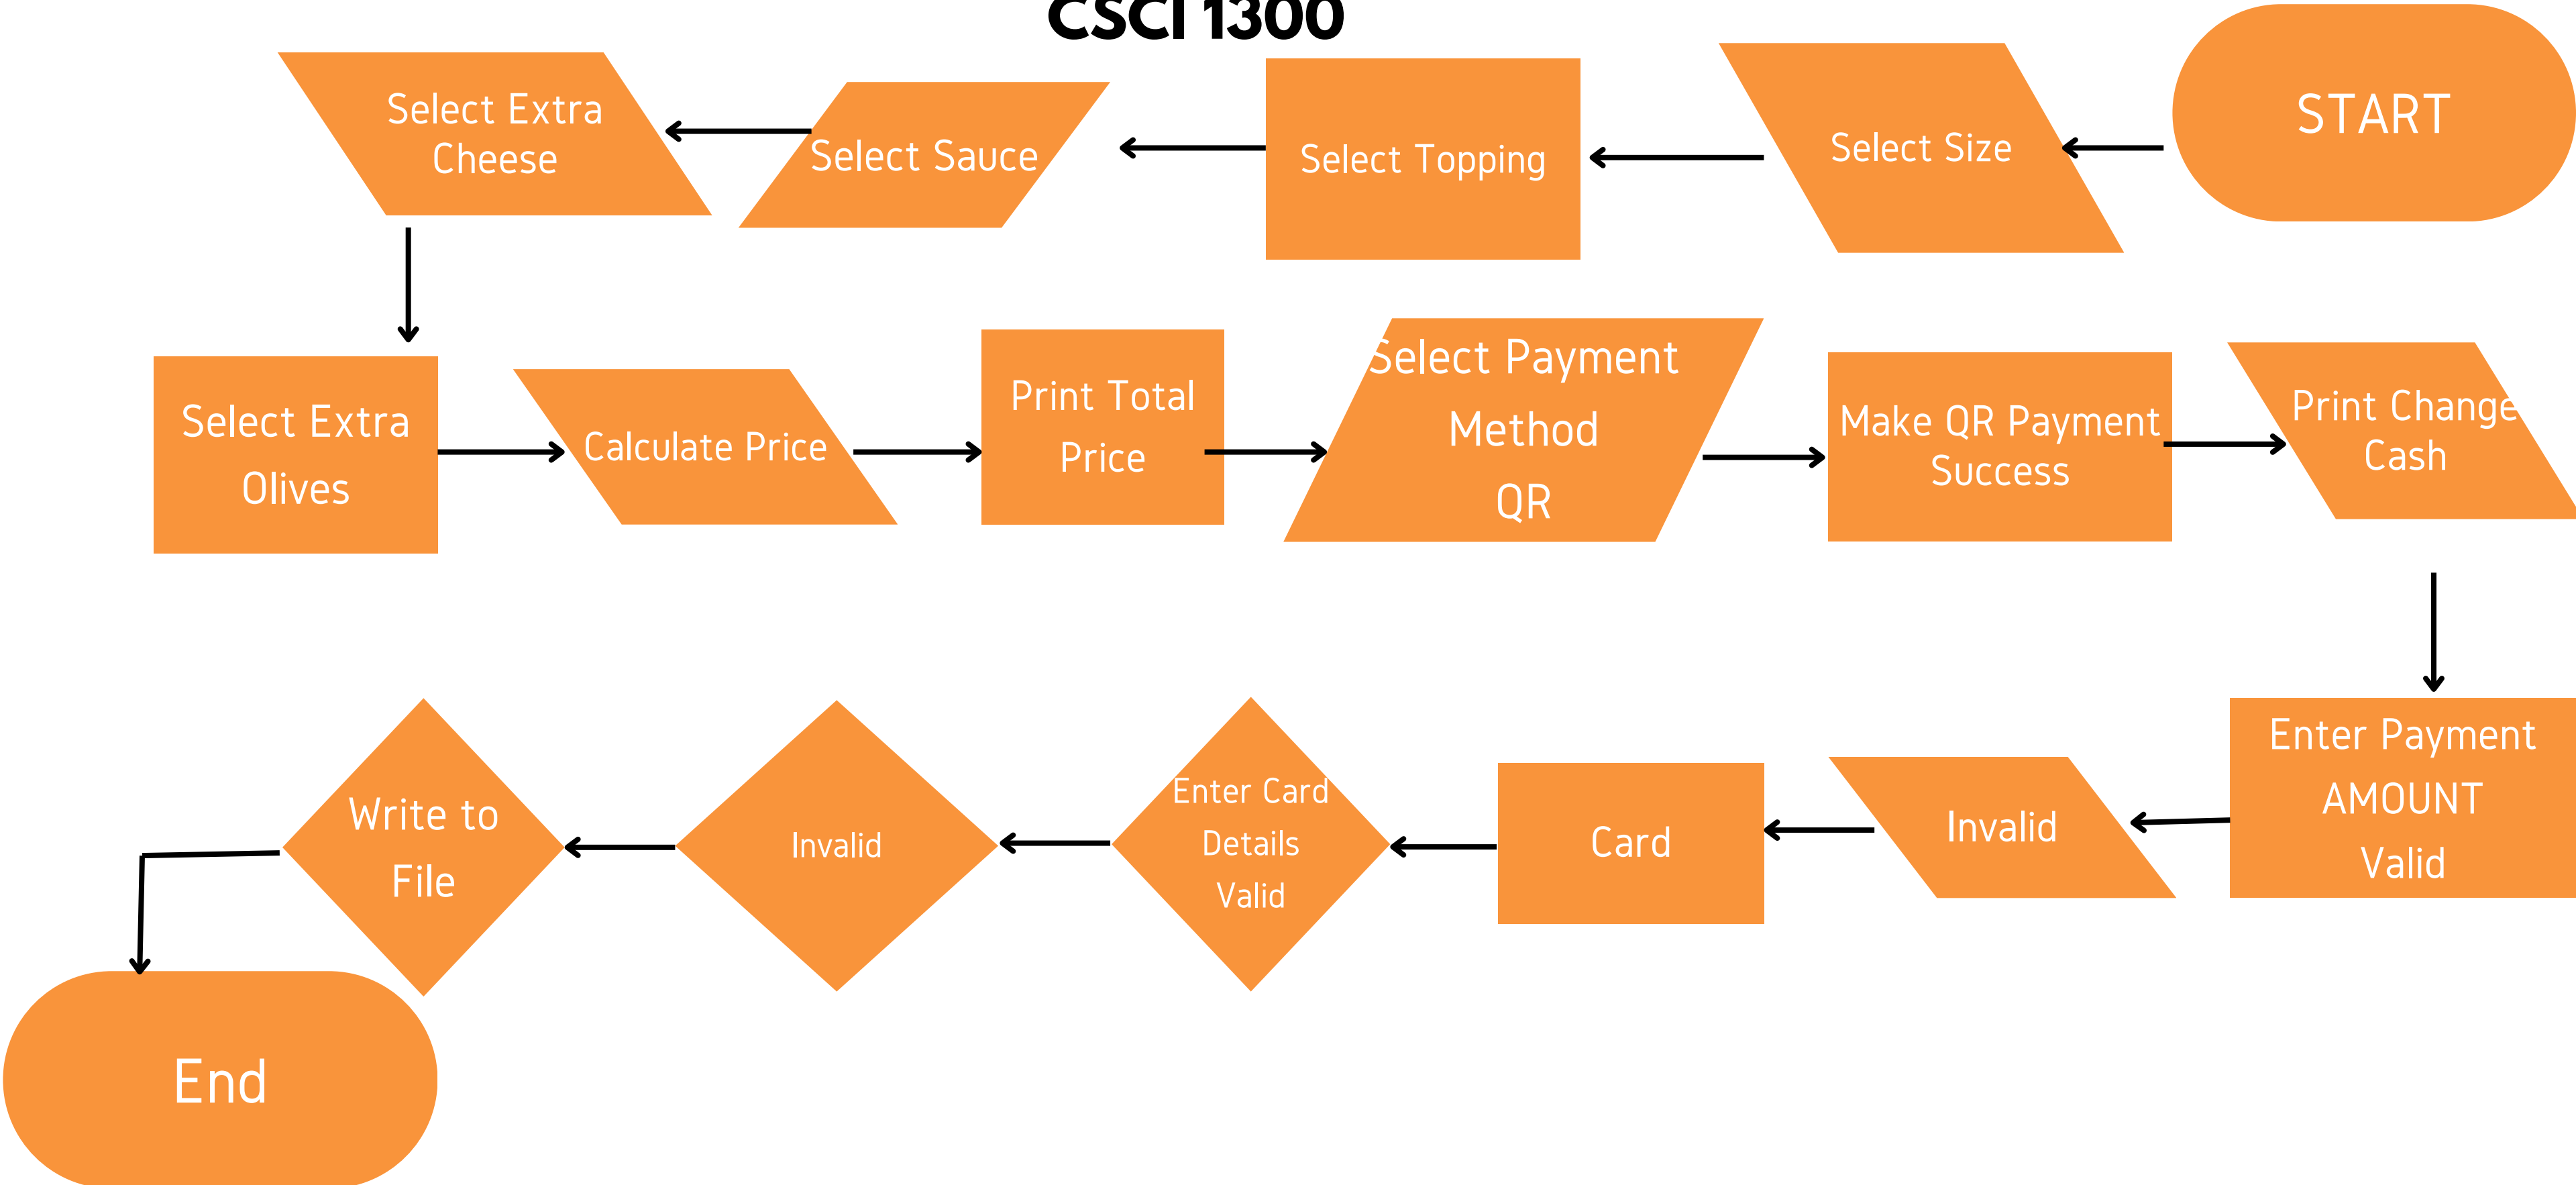 CSCI 1300
START
Select Size
Select Topping
Select Sauce
Select Extra
Cheese
Select Extra
Olives
Calculate Price
Print Total
Price
Select Payment
Method
QR
Make QR Payment
Success
Print Change
Cash
Enter Payment
AMOUNT
Valid
Invalid
Card
Enter Card
Details
Valid
Invalid
Write to
File
End